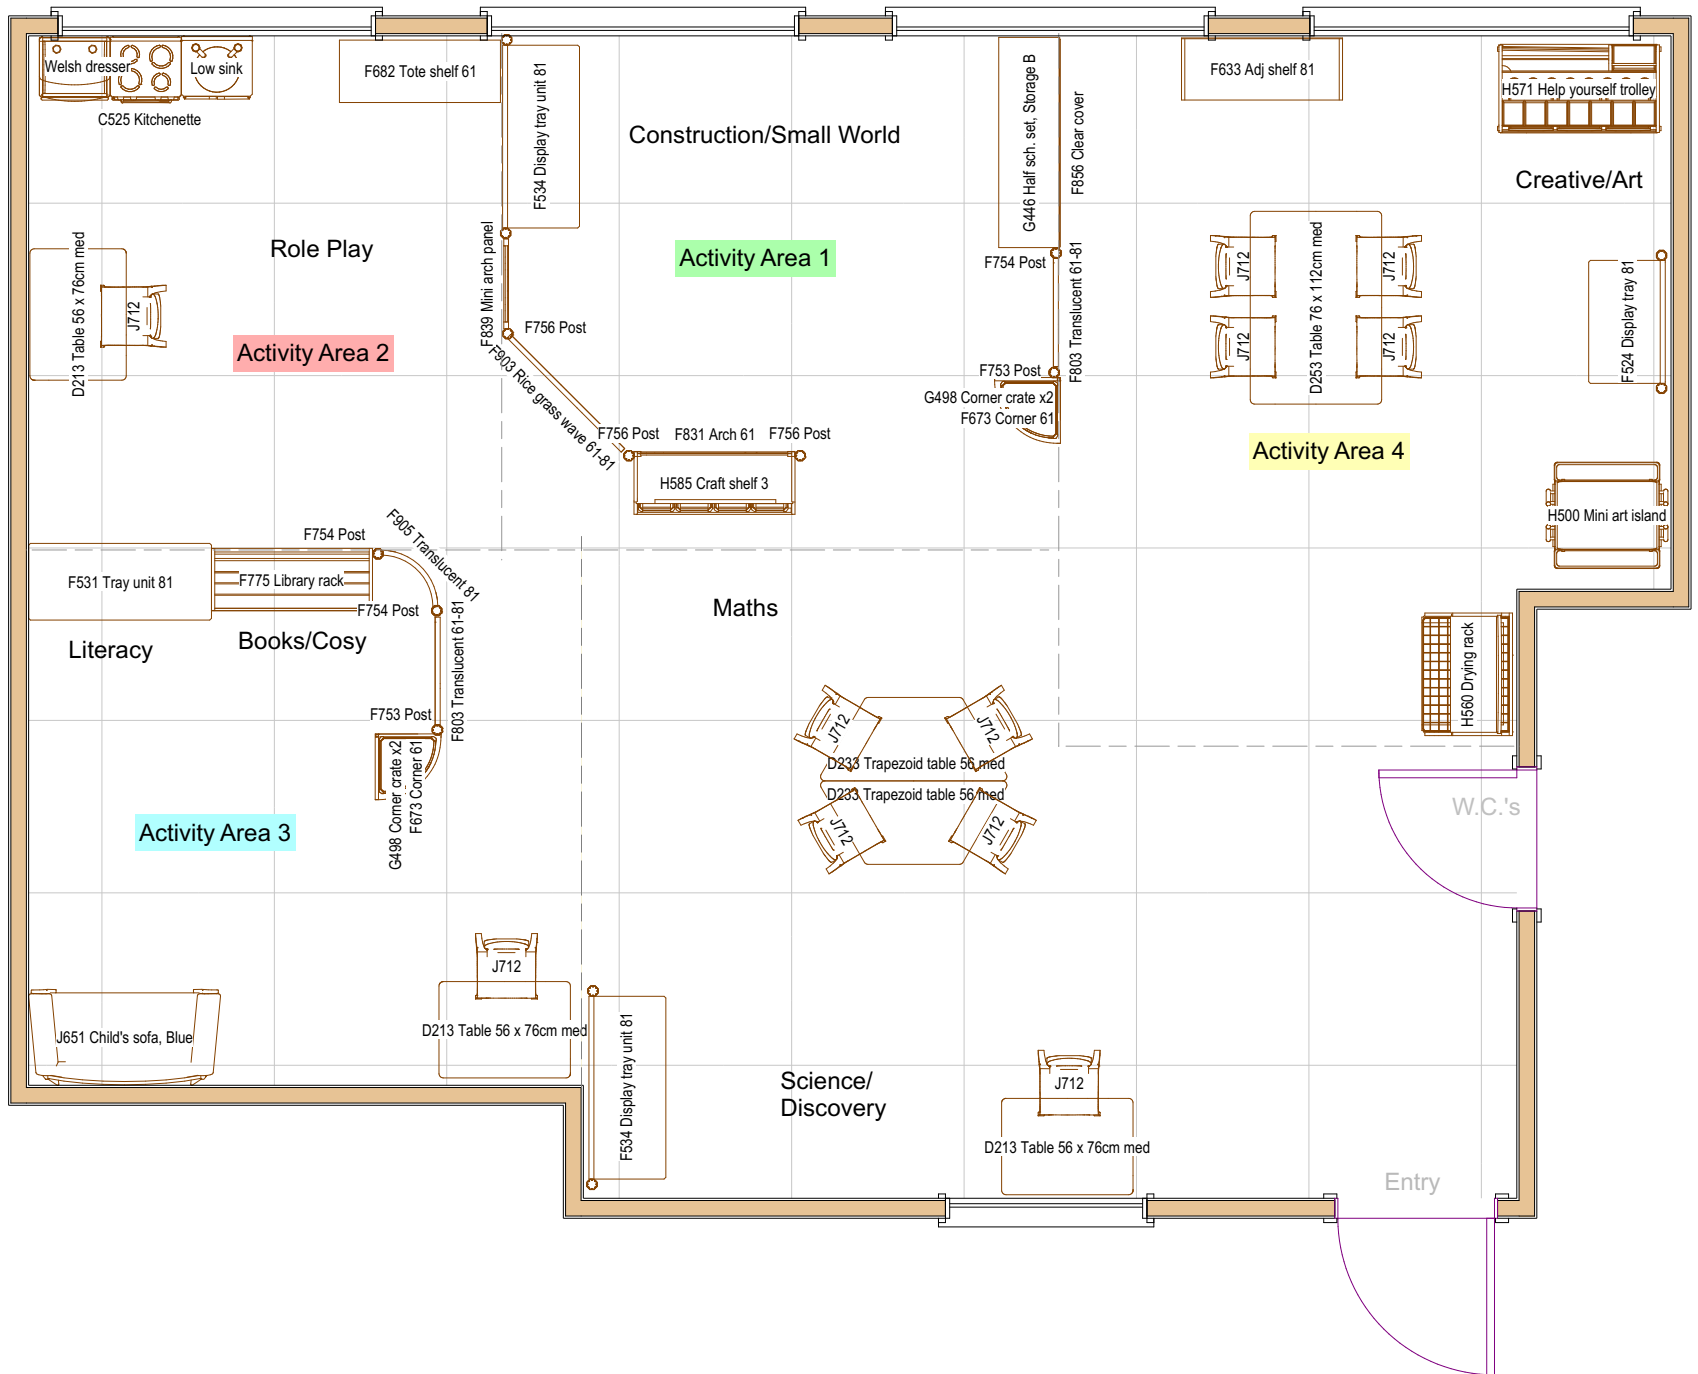 Welsh dresser
Low sink
C525 Kitchenette
F682 Tote shelf 61
F534 Display tray unit 81
Construction/Small World
G446 Half sch. set, Storage B
F856 Clear cover
F633 Adj shelf 81
H571 Help yourself trolley
Creative/Art
Role Play
D213 Table 56 x 76cm med
J712
Activity Area 2
F839 Mini arch panel
Activity Area 1
F756 Post
F903 Rice grass wave 61-81
F756 Post
F831 Arch 61
F756 Post
H585 Craft shelf 3
F754 Post
F803 Translucent 61-81
F753 Post
G498 Corner crate x2
F673 Corner 61
J712
J712
D253 Table 76 x 112cm med
J712
J712
F524 Display tray 81
Activity Area 4
H500 Mini art island
F754 Post
F905 Translucent 81
F531 Tray unit 81
F775 Library rack
F754 Post
Literacy
Books/Cosy
F803 Translucent 61-81
F753 Post
G498 Corner crate x2
F673 Corner 61
Activity Area 3
Maths
J712
J712
D233 Trapezoid table 56 med
D233 Trapezoid table 56 med
J712
J712
H560 Drying rack
W.C.'s
J712
D213 Table 56 x 76cm med
J651 Child's sofa, Blue
F534 Display tray unit 81
Science/
Discovery
J712
D213 Table 56 x 76cm med
Entry